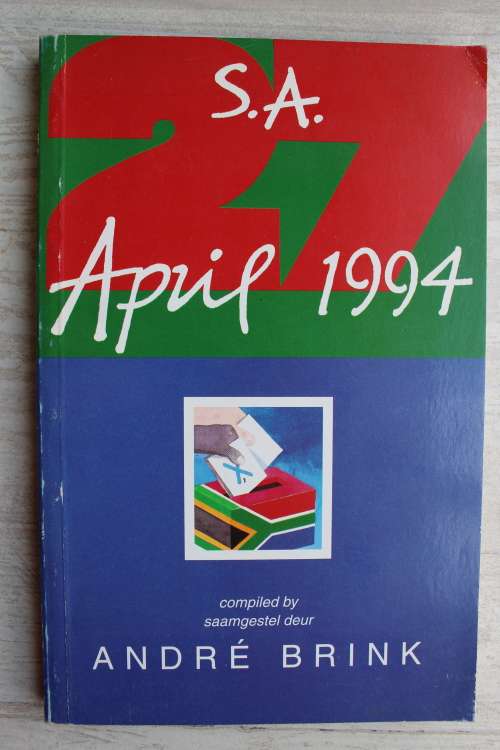 S.A.
27
April 1994
X
compiled by
saamgestel deur
ANDRÉ BRINK